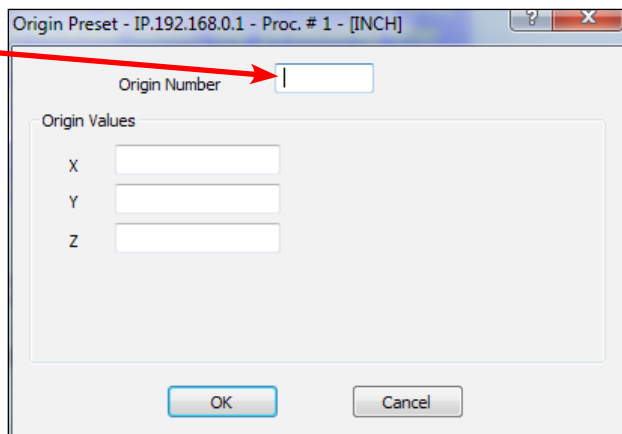 Origin Preset - IP.192.168.0.1 - Proc. # 1 - [INCH]
Origin Number
Origin Values
X
Y
Z
OK
Cancel